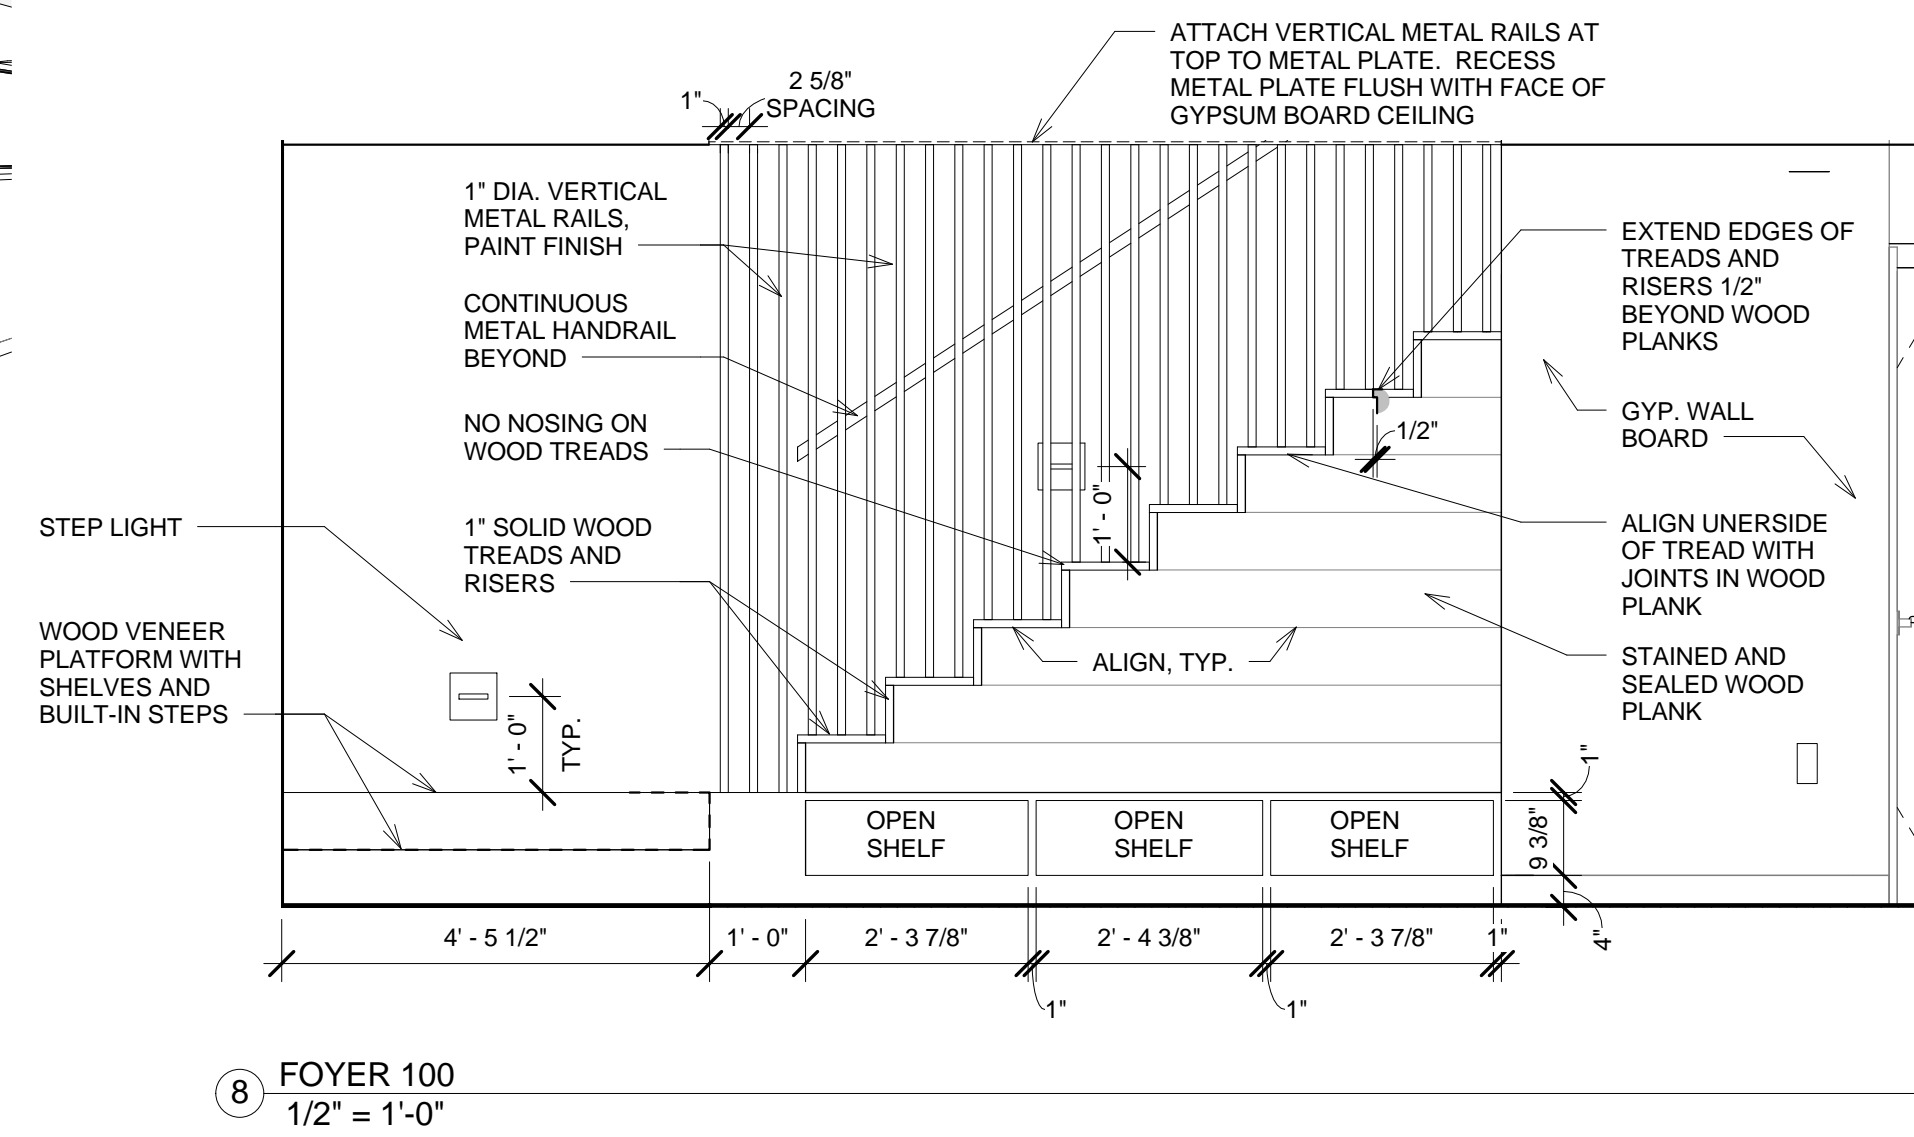 ATTACH VERTICAL METAL RAILS AT
TOP TO METAL PLATE.  RECESS
METAL PLATE FLUSH WITH FACE OF
GYPSUM BOARD CEILING
1"
2 5/8"
SPACING
1" DIA. VERTICAL
METAL RAILS,
PAINT FINISH
CONTINUOUS
METAL HANDRAIL
BEYOND
NO NOSING ON
WOOD TREADS
1" SOLID WOOD
TREADS AND
RISERS
STEP LIGHT
WOOD VENEER
PLATFORM WITH
SHELVES AND
BUILT-IN STEPS
1' - 0"
TYP.
1' - 0"
ALIGN, TYP.
1/2"
EXTEND EDGES OF
TREADS AND
RISERS 1/2"
BEYOND WOOD
PLANKS
GYP. WALL
BOARD
ALIGN UNERSIDE
OF TREAD WITH
JOINTS IN WOOD
PLANK
STAINED AND
SEALED WOOD
PLANK
OPEN
SHELF
OPEN
SHELF
OPEN
SHELF
1"
9 3/8"
4"
4' - 5 1/2"
1' - 0"
2' - 3 7/8"
2' - 4 3/8"
2' - 3 7/8"
1"
1"
1"
8
FOYER 100
1/2" = 1'-0"